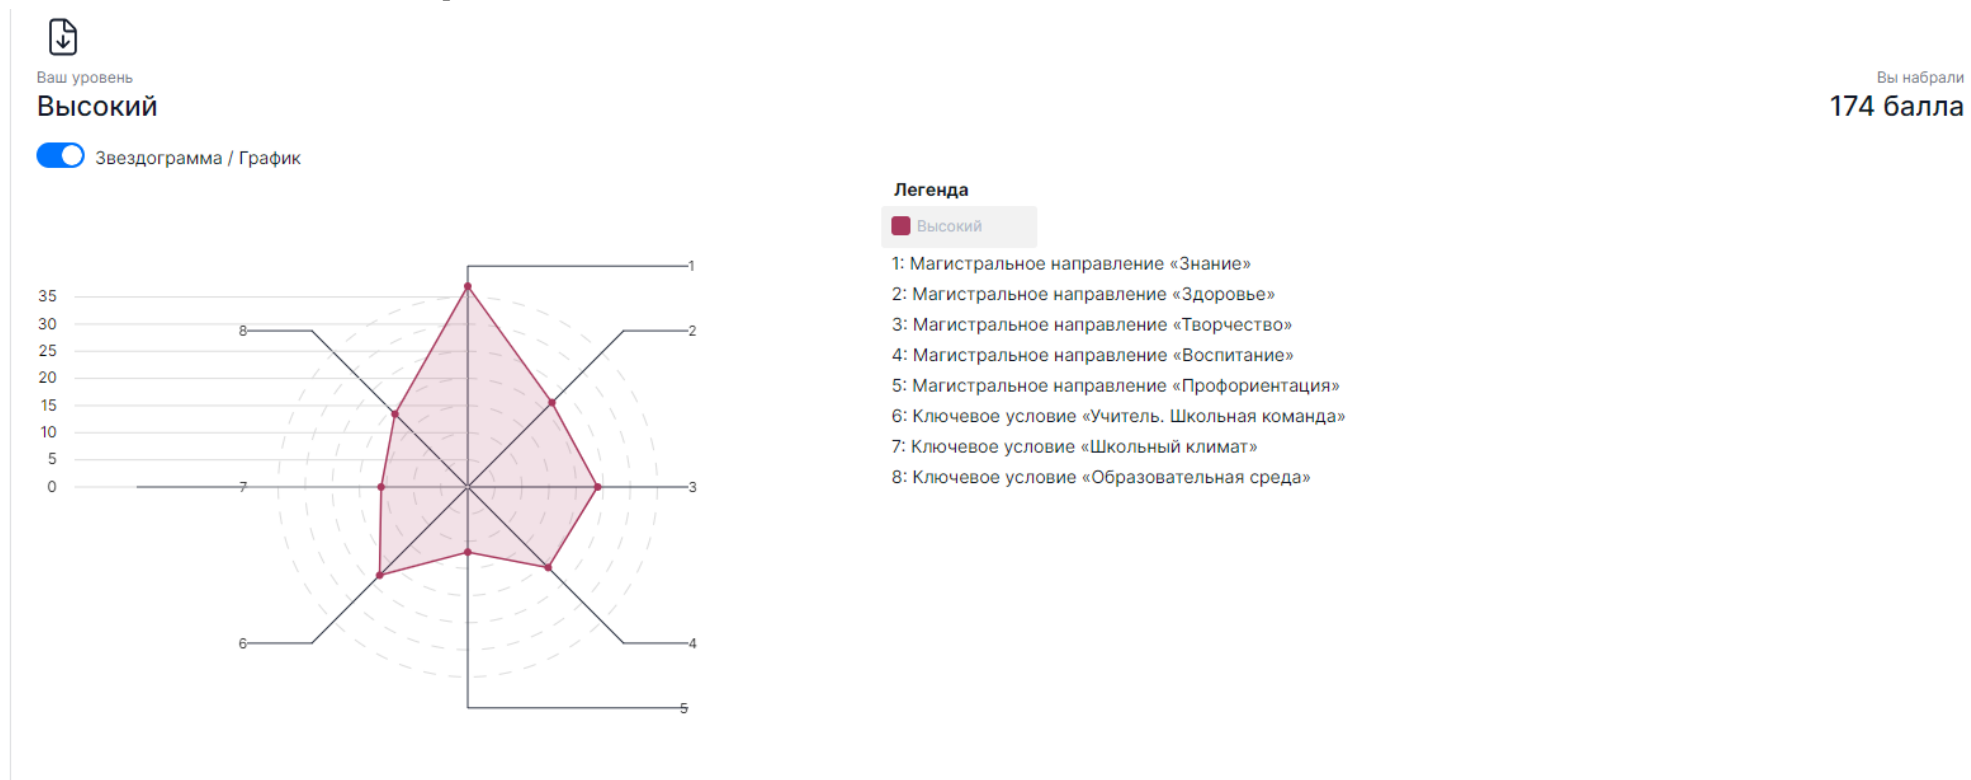 Ваш уровень
Вы набрали
Высокий
174 балла
Звездограмма / График
Легенда
Высокий
1: Магистральное направление «Знание»
2: Магистральное направление «Здоровье»
3: Магистральное направление «Творчество»
4: Магистральное направление «Воспитание»
5: Магистральное направление «Профориентация»
6: Ключевое условие «Учитель. Школьная команда»
7: Ключевое условие «Школьный климат»
8: Ключевое условие «Образовательная среда»
35
30
25
20
15
10
5
0
1
2
3
4
5
6
7
8